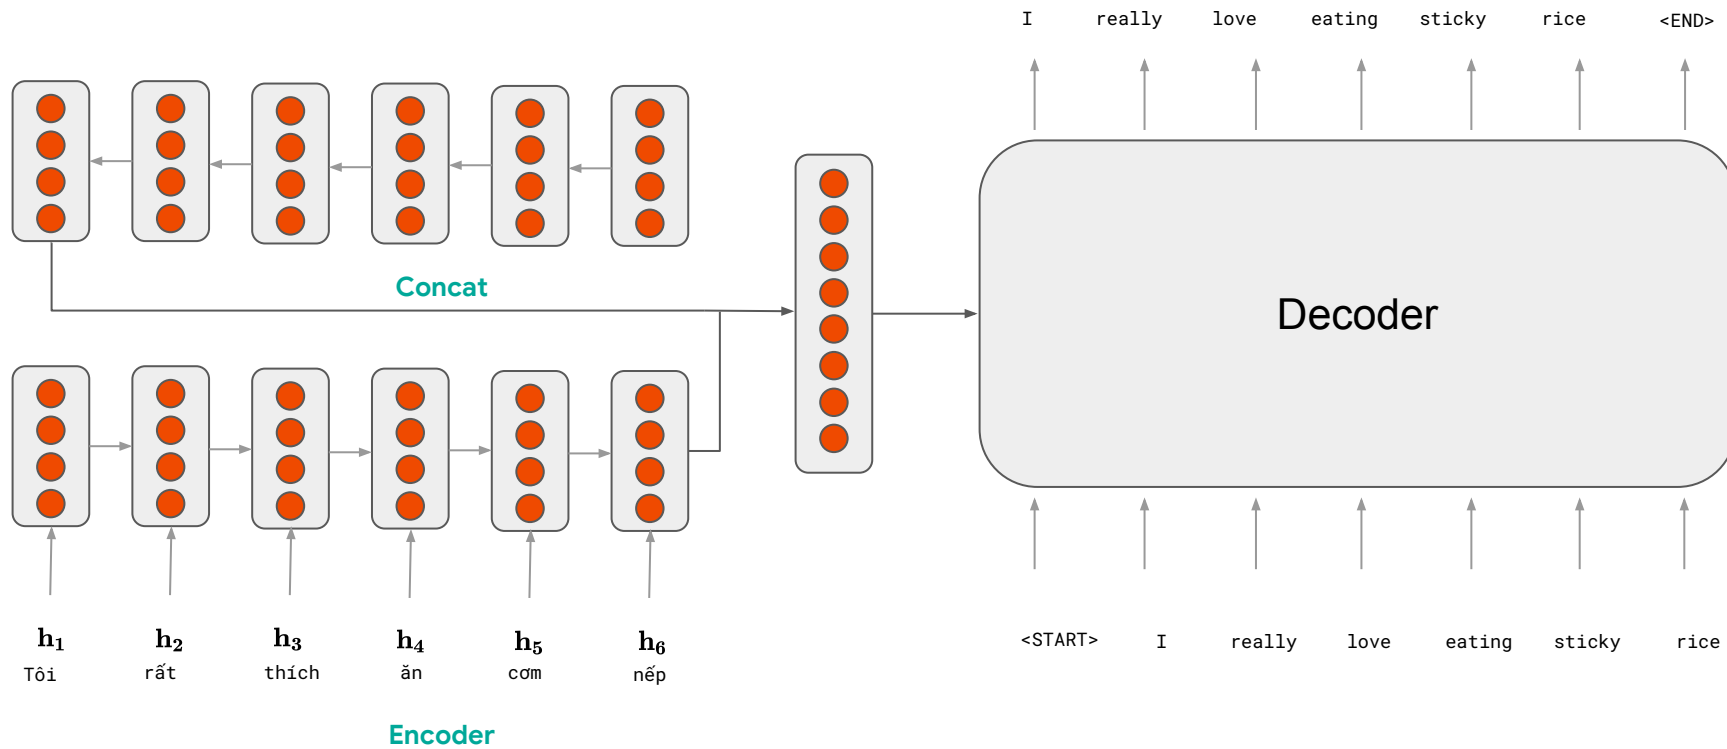 I really love eating sticky rice <END>
Concat
Decoder
h1 h2 h3 h4 h5 h6
Tôi rất thích ăn cơm nếp
<START> I really love eating sticky rice
Encoder